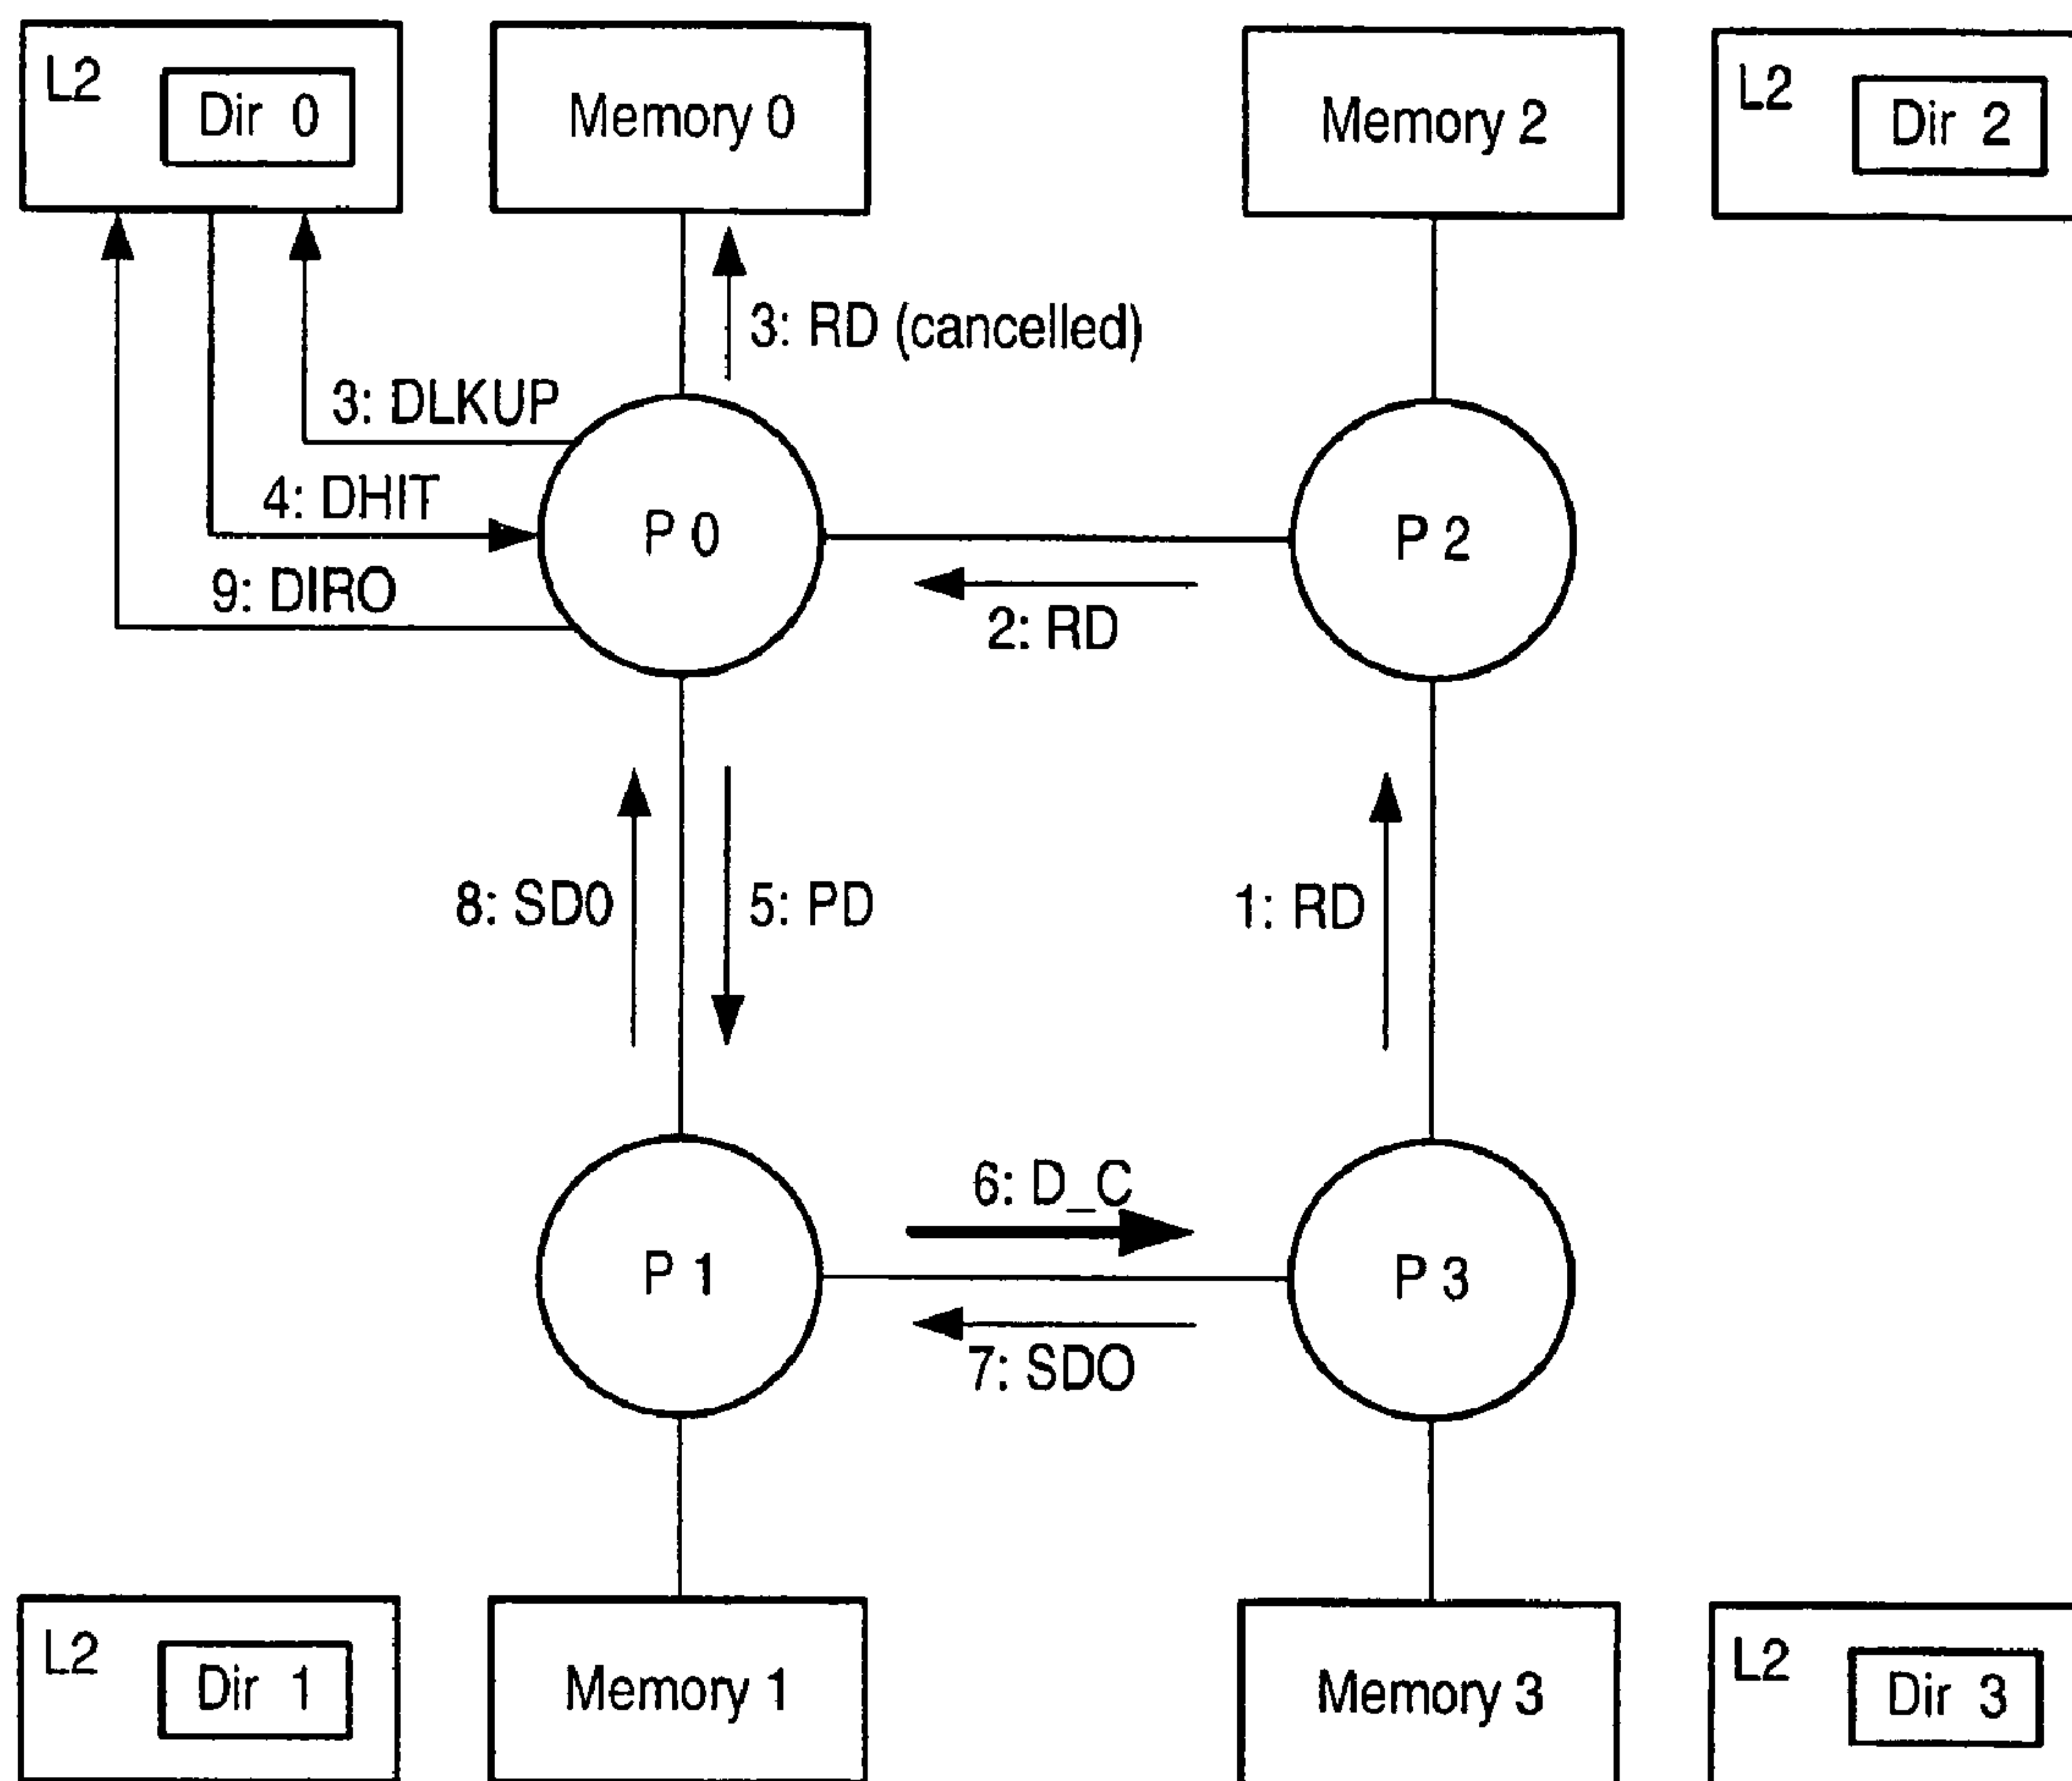 L2
Dir 0
Memory 0
Memory 2
L2
Dir 2
3: RD (cancelled)
3: DLKUP
4: DHIT
P 0
P 2
9: DIRO
2: RD
8: SD0
5: PD
1: RD
6: D_C
P 1
P 3
7: SDO
L2
Dir 1
Memory 1
Memory 3
L2
Dir 3